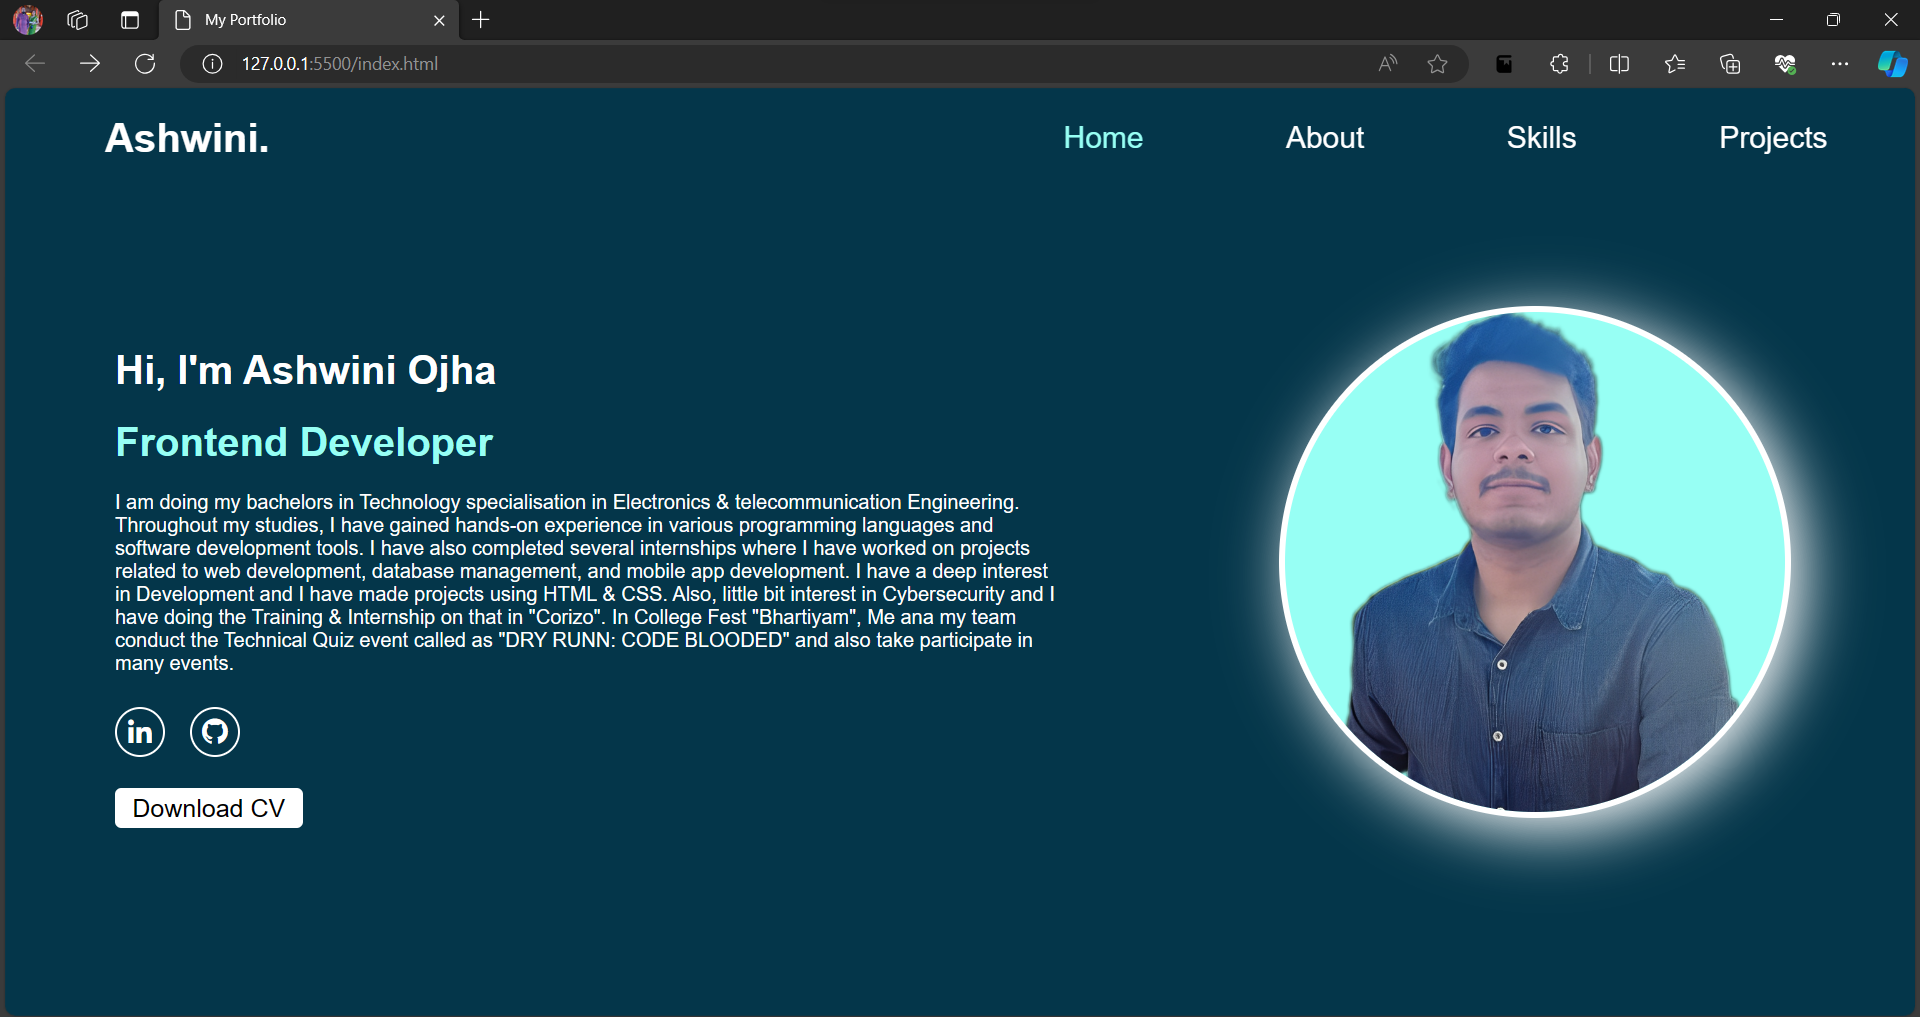 My Portfolio
127.0.0.1:5500/index.html
Ashwini.
Home
About
Skills
Projects
Hi, I'm Ashwini Ojha
Frontend Developer
I am doing my bachelors in Technology specialisation in Electronics & telecommunication Engineering.
Throughout my studies, I have gained hands-on experience in various programming languages and
software development tools. I have also completed several internships where I have worked on projects
related to web development, database management, and mobile app development. I have a deep interest
in Development and I have made projects using HTML & CSS. Also, little bit interest in Cybersecurity and I
have doing the Training & Internship on that in "Corizo". In College Fest "Bhartiyam", Me ana my team
conduct the Technical Quiz event called as "DRY RUNN: CODE BLOODED" and also take participate in
many events.
in
Download CV